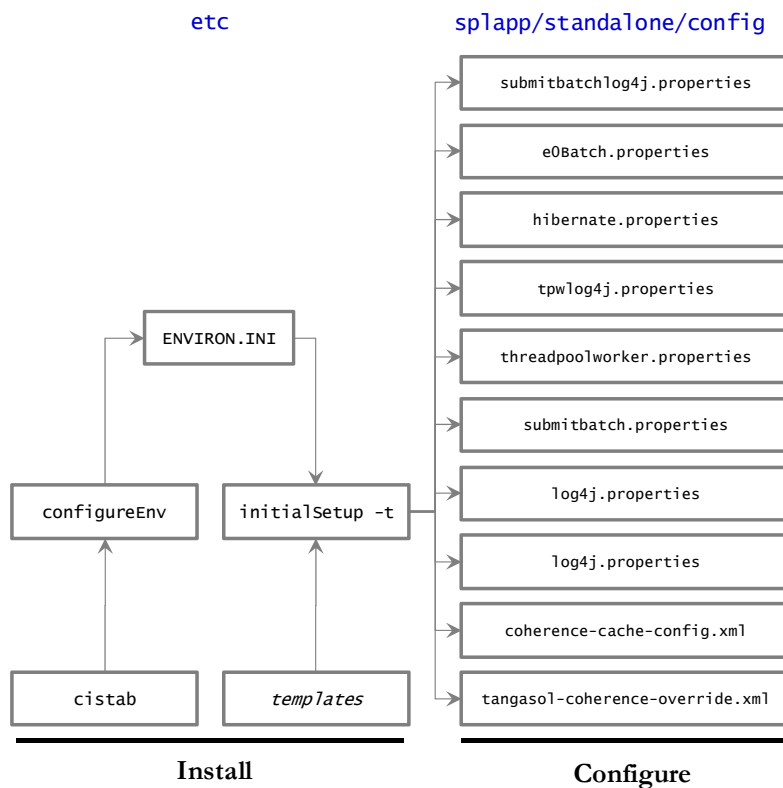 etc
splapp/standalone/config
submitbatchlog4j.properties
e0Batch.properties
hibernate.properties
tpwlog4j.properties
ENVIRON.INI
threadpoolworker.properties
submitbatch.properties
configureEnv
initialSetup -t
log4j.properties
log4j.properties
coherence-cache-config.xml
cistab
templates
tangasol-coherence-override.xml
Install
Configure